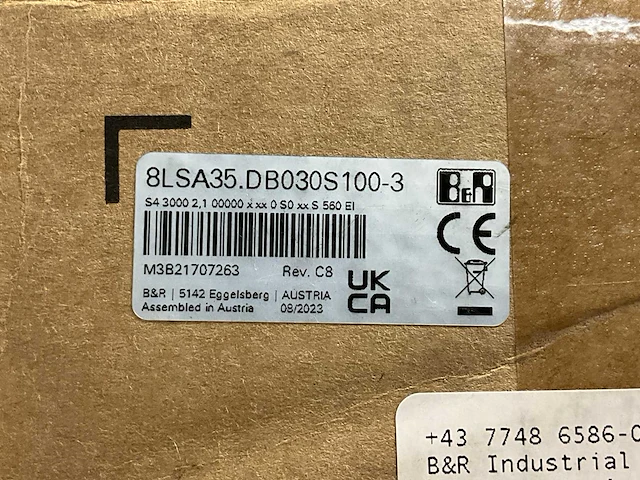 8LSA35.DB030S100-3
S4 3000 2,1 00000 x xx 0 S0 xx S 560 EI
M3B21707263 Rev. C8
B&R | 5142 Eggelsberg | AUSTRIA
Assembled in Austria 08/2023
B&R
CE
UK
CA
+43 7748 6586-0
B&R Industrial